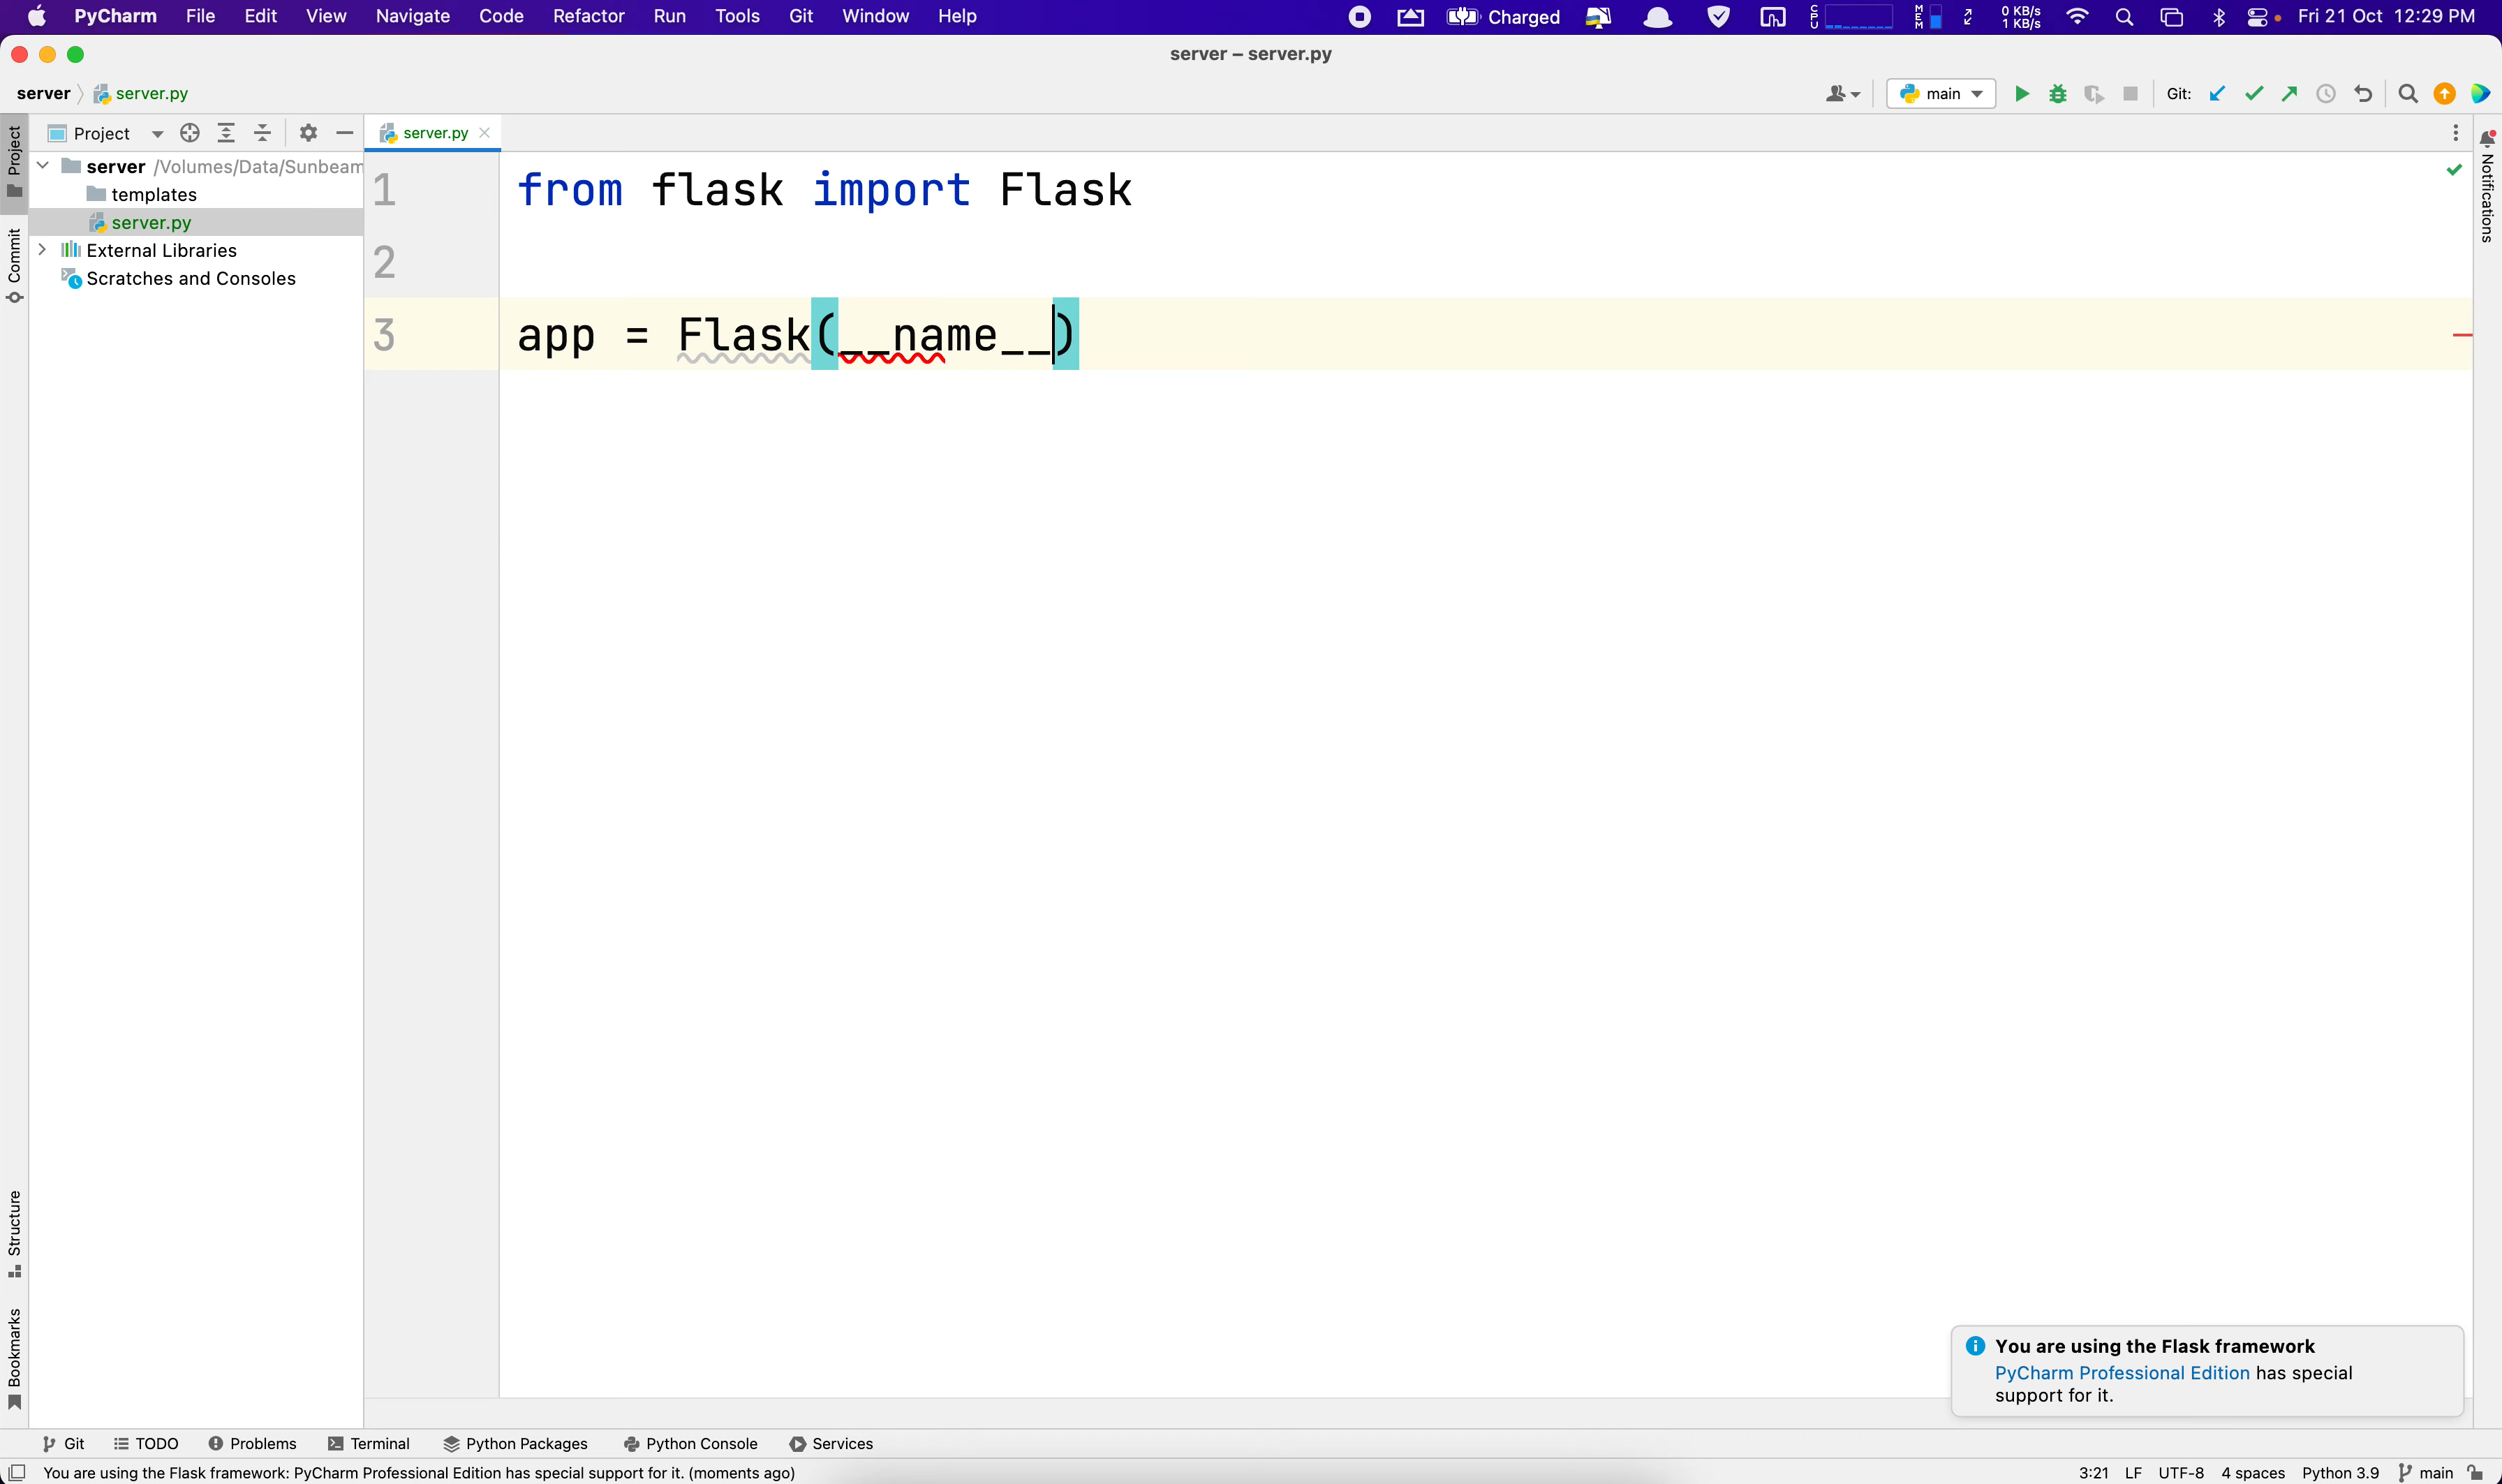 PyCharm File Edit View Navigate Code Refactor Run Tools Git Window Help
Charged
CPU
MEM
0 KB/s
1 KB/s
Fri 21 Oct 12:29 PM
server – server.py
server server.py
main
Git:
Project
server.py
server /Volumes/Data/Sunbeam
templates
server.py
External Libraries
Scratches and Consoles
Project
Commit
Structure
Bookmarks
Notifications
1 from flask import Flask
2
3 app = Flask(__name__)
You are using the Flask framework
PyCharm Professional Edition has special
support for it.
Git TODO Problems Terminal Python Packages Python Console Services
You are using the Flask framework: PyCharm Professional Edition has special support for it. (moments ago)
3:21 LF UTF-8 4 spaces Python 3.9 main